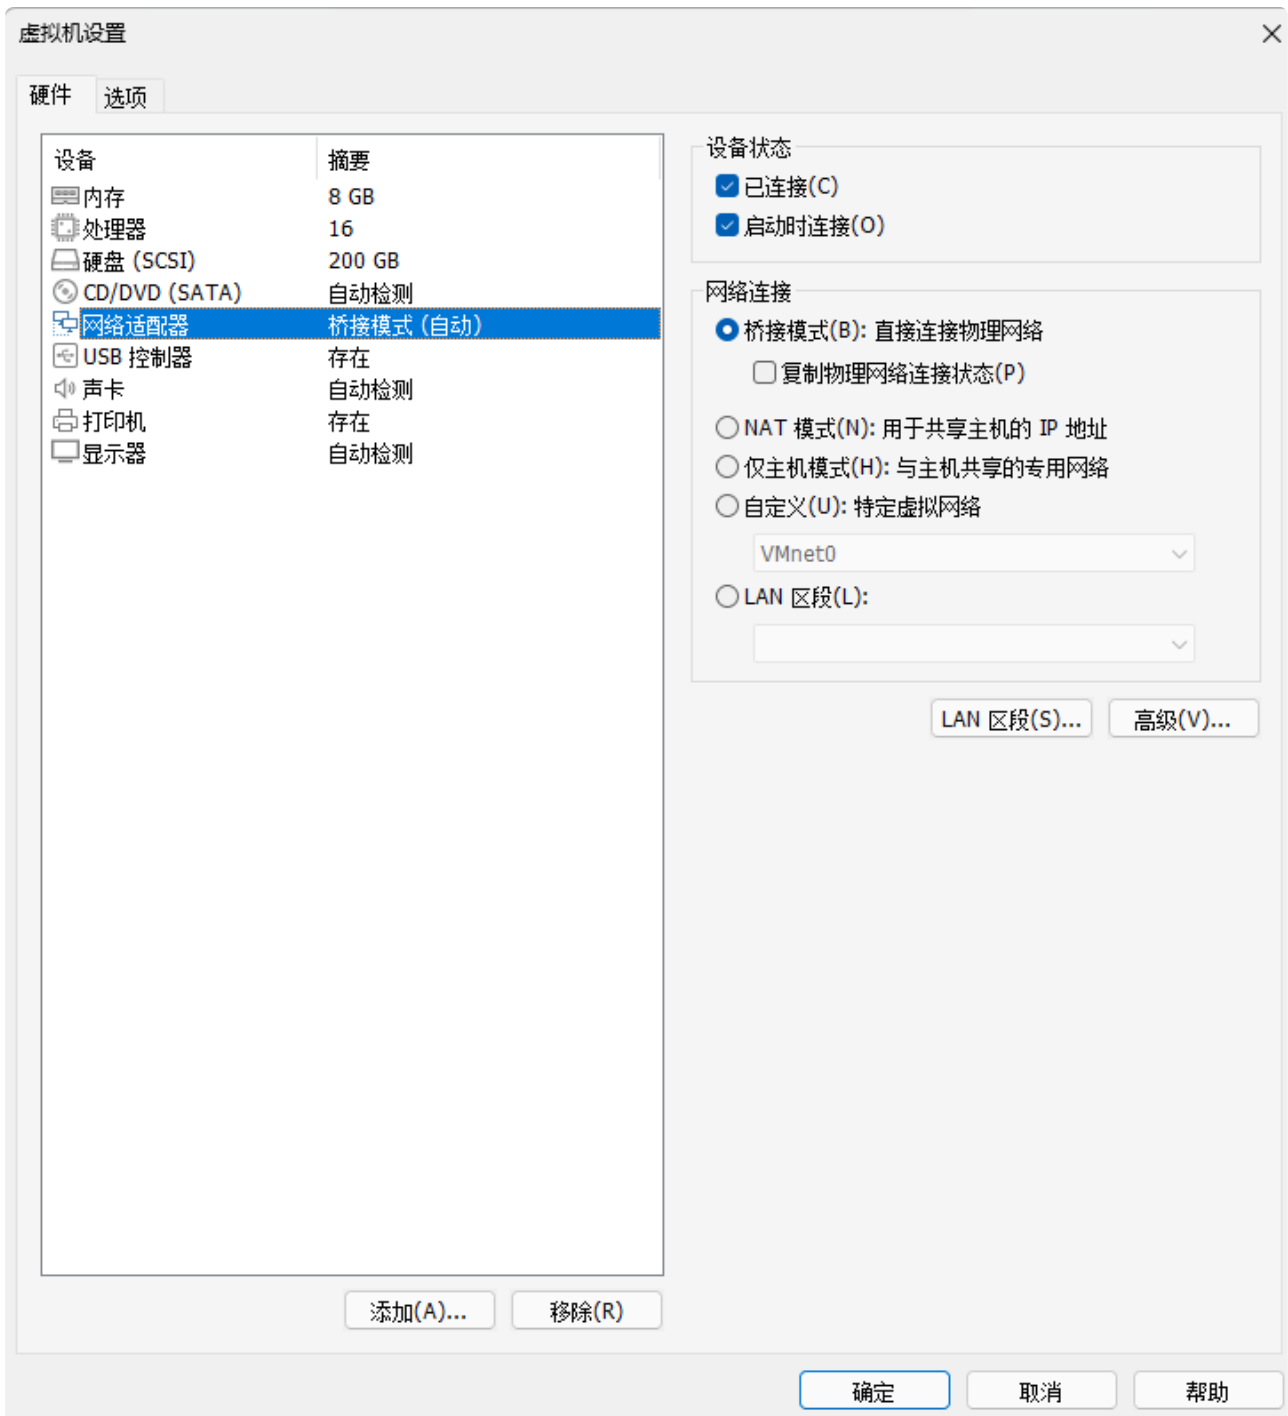 虚拟机设置
硬件 选项
设备 摘要
内存 8 GB
处理器 16
硬盘 (SCSI) 200 GB
CD/DVD (SATA) 自动检测
网络适配器 桥接模式 (自动)
USB 控制器 存在
声卡 自动检测
打印机 存在
显示器 自动检测
添加(A)... 移除(R)
设备状态
已连接(C)
启动时连接(O)
网络连接
桥接模式(B): 直接连接物理网络
复制物理网络连接状态(P)
NAT 模式(N): 用于共享主机的 IP 地址
仅主机模式(H): 与主机共享的专用网络
自定义(U): 特定虚拟网络
VMnet0
LAN 区段(L):
LAN 区段(S)... 高级(V)...
确定 取消 帮助